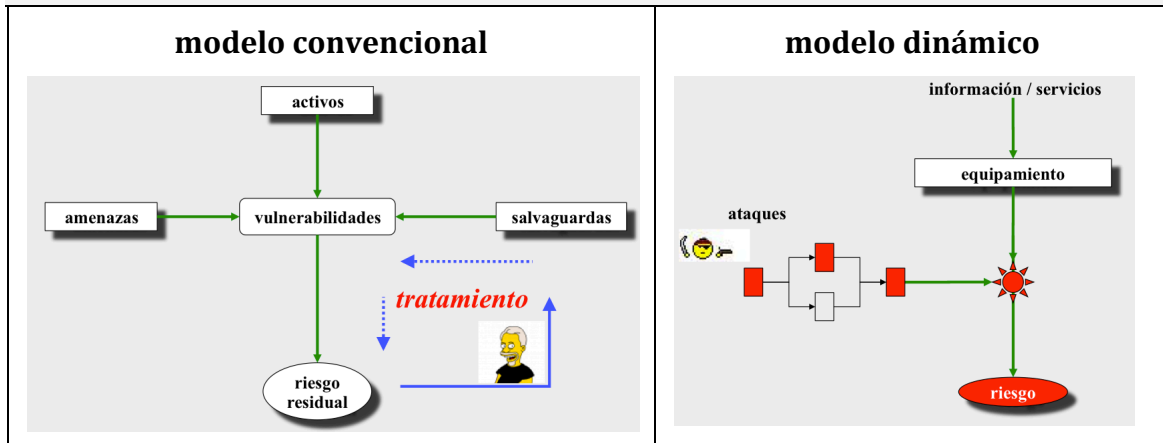 modelo convencional
activos
amenazas
vulnerabilidades
salvaguardas
tratamiento
riesgo
residual
modelo dinámico
información / servicios
equipamiento
ataques
riesgo